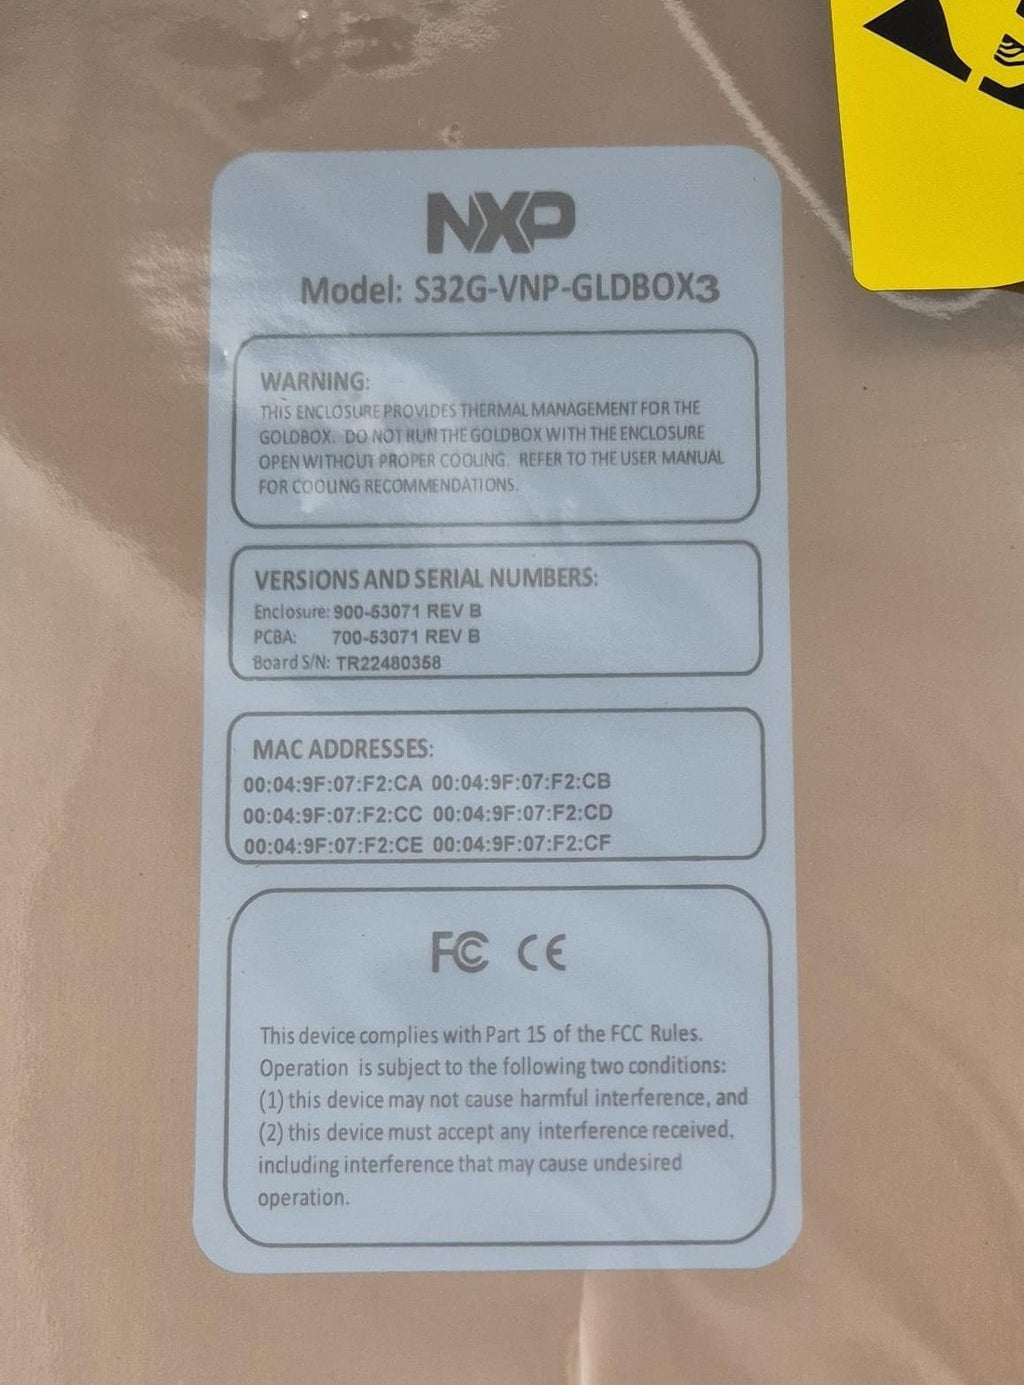 NXP
Model: S32G-VNP-GLDBOX3
WARNING:
THIS ENCLOSURE PROVIDES THERMAL MANAGEMENT FOR THE
GOLDBOX. DO NOT RUN THE GOLDBOX WITH THE ENCLOSURE
OPEN WITHOUT PROPER COOLING. REFER TO THE USER MANUAL
FOR COOLING RECOMMENDATIONS.
VERSIONS AND SERIAL NUMBERS:
Enclosure: 900-53071 REV B
PCBA: 700-53071 REV B
Board S/N: TR22480358
MAC ADDRESSES:
00:04:9F:07:F2:CA 00:04:9F:07:F2:CB
00:04:9F:07:F2:CC 00:04:9F:07:F2:CD
00:04:9F:07:F2:CE 00:04:9F:07:F2:CF
FC CE
This device complies with Part 15 of the FCC Rules.
Operation is subject to the following two conditions:
(1) this device may not cause harmful interference, and
(2) this device must accept any interference received,
including interference that may cause undesired
operation.